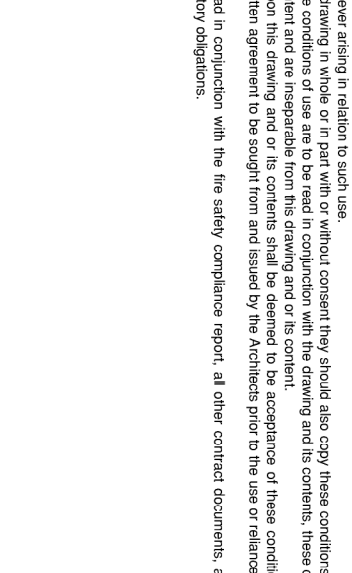 ever arising in relation to such use.
drawing in whole or in part with or without consent they should also copy these conditions
e conditions of use are to be read in conjunction with the drawing and its contents, these c
tent and are inseparable from this drawing and or its content.
on this drawing and or its contents shall be deemed to be acceptance of these conditi
tten agreement to be sought from and issued by the Architects prior to the use or reliance
ad in conjunction with the fire safety compliance report, all other contract documents, a
tory obligations.